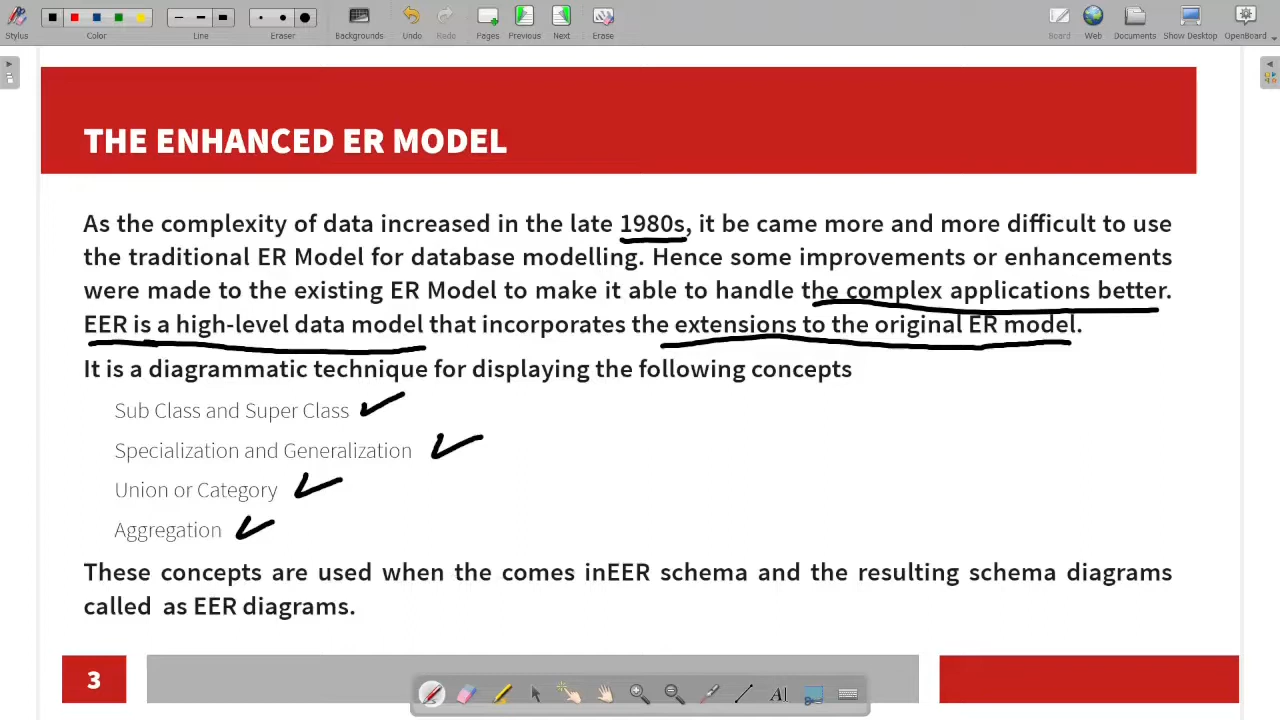 Stylus Color Line Eraser Backgrounds Undo Redo Pages Previous Next Erase Board Web Documents Show Desktop OpenBoard
THE ENHANCED ER MODEL
As the complexity of data increased in the late 1980s, it be came more and more difficult to use
the traditional ER Model for database modelling. Hence some improvements or enhancements
were made to the existing ER Model to make it able to handle the complex applications better.
EER is a high-level data model that incorporates the extensions to the original ER model.
It is a diagrammatic technique for displaying the following concepts
Sub Class and Super Class
Specialization and Generalization
Union or Category
Aggregation
These concepts are used when the comes inEER schema and the resulting schema diagrams
called as EER diagrams.
3
AI